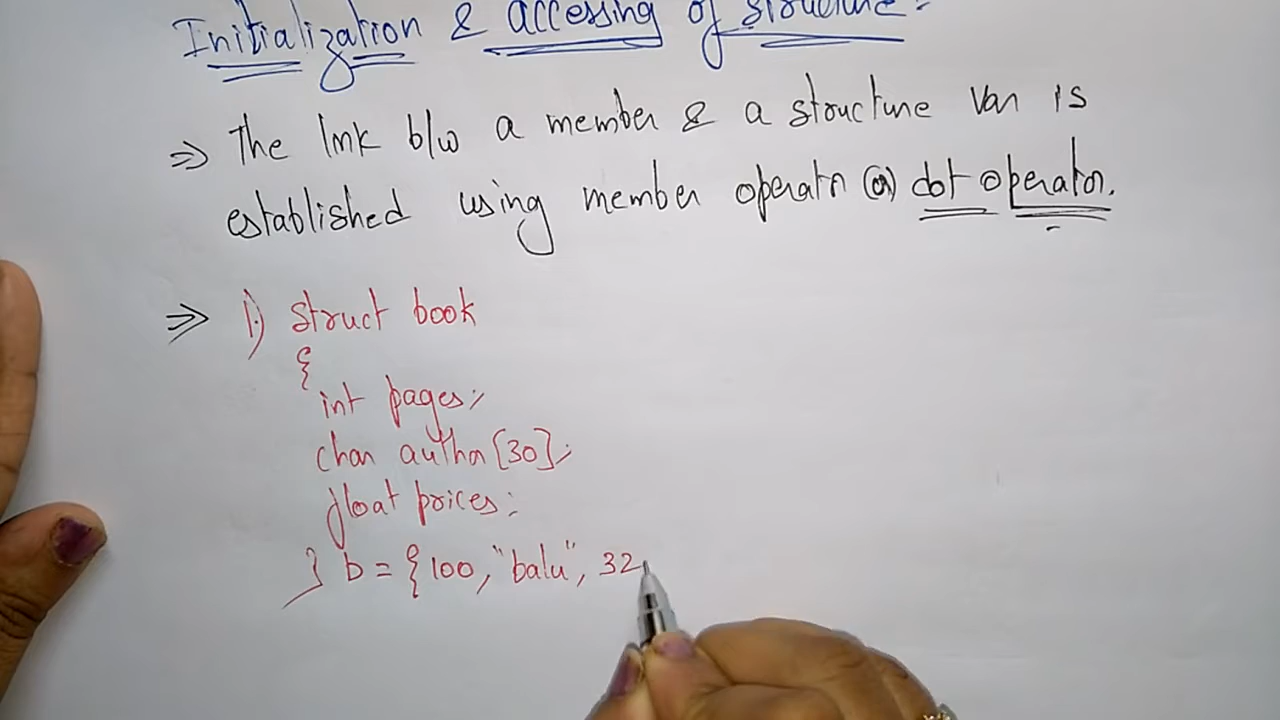 Initialization & accessing of structure:
⇒ The link b/w a member & a structure var is
established using member operator (or) dot operator.
⇒ 1.) struct book
{
int pages;
char author[30];
float prices;
} b = {100, "balu", 32